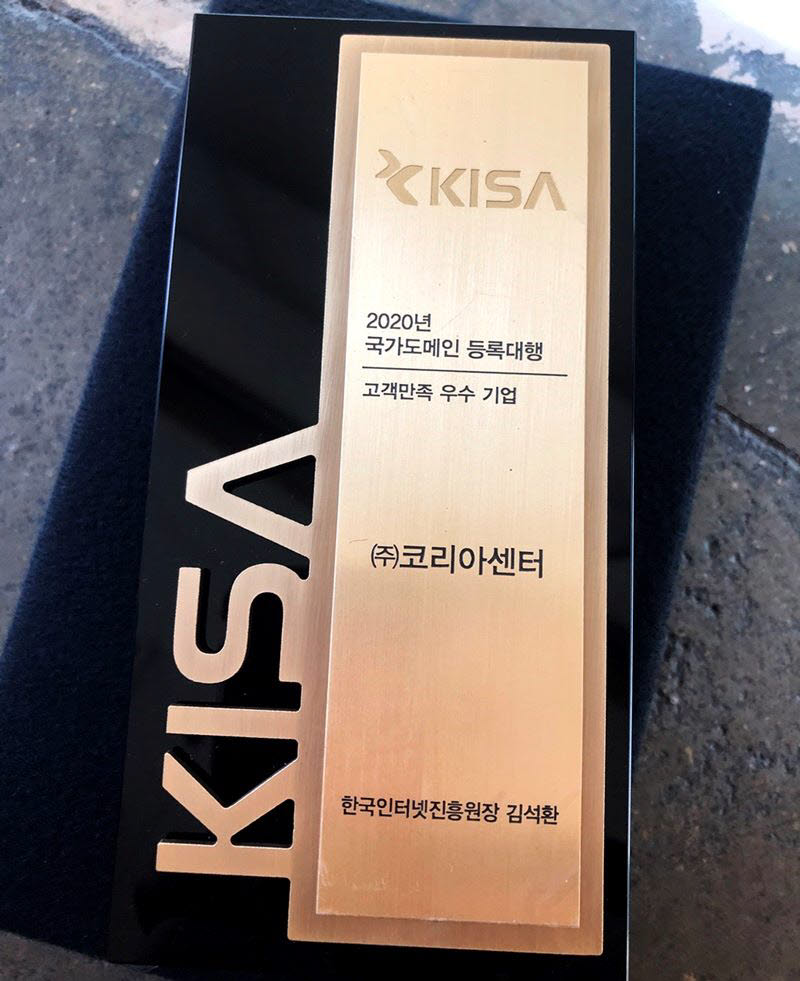 KISA
2020년
국가도메인 등록대행
고객만족 우수 기업
㈜코리아센터
한국인터넷진흥원장 김석환
KISA